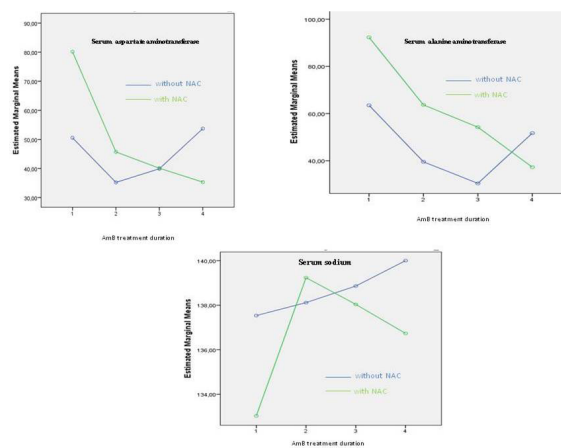 Serum aspartate aminotransferase
Estimated Marginal Means
90,00
80,00
70,00
60,00
50,00
40,00
30,00
without NAC
with NAC
1 2 3 4
AmB treatment duration
Serum alanine aminotransferase
Estimated Marginal Means
100,00
80,00
60,00
40,00
without NAC
with NAC
1 2 3 4
AmB treatment duration
Serum sodium
Estimated Marginal Means
140,00
138,00
136,00
134,00
without NAC
with NAC
1 2 3 4
AmB treatment duration